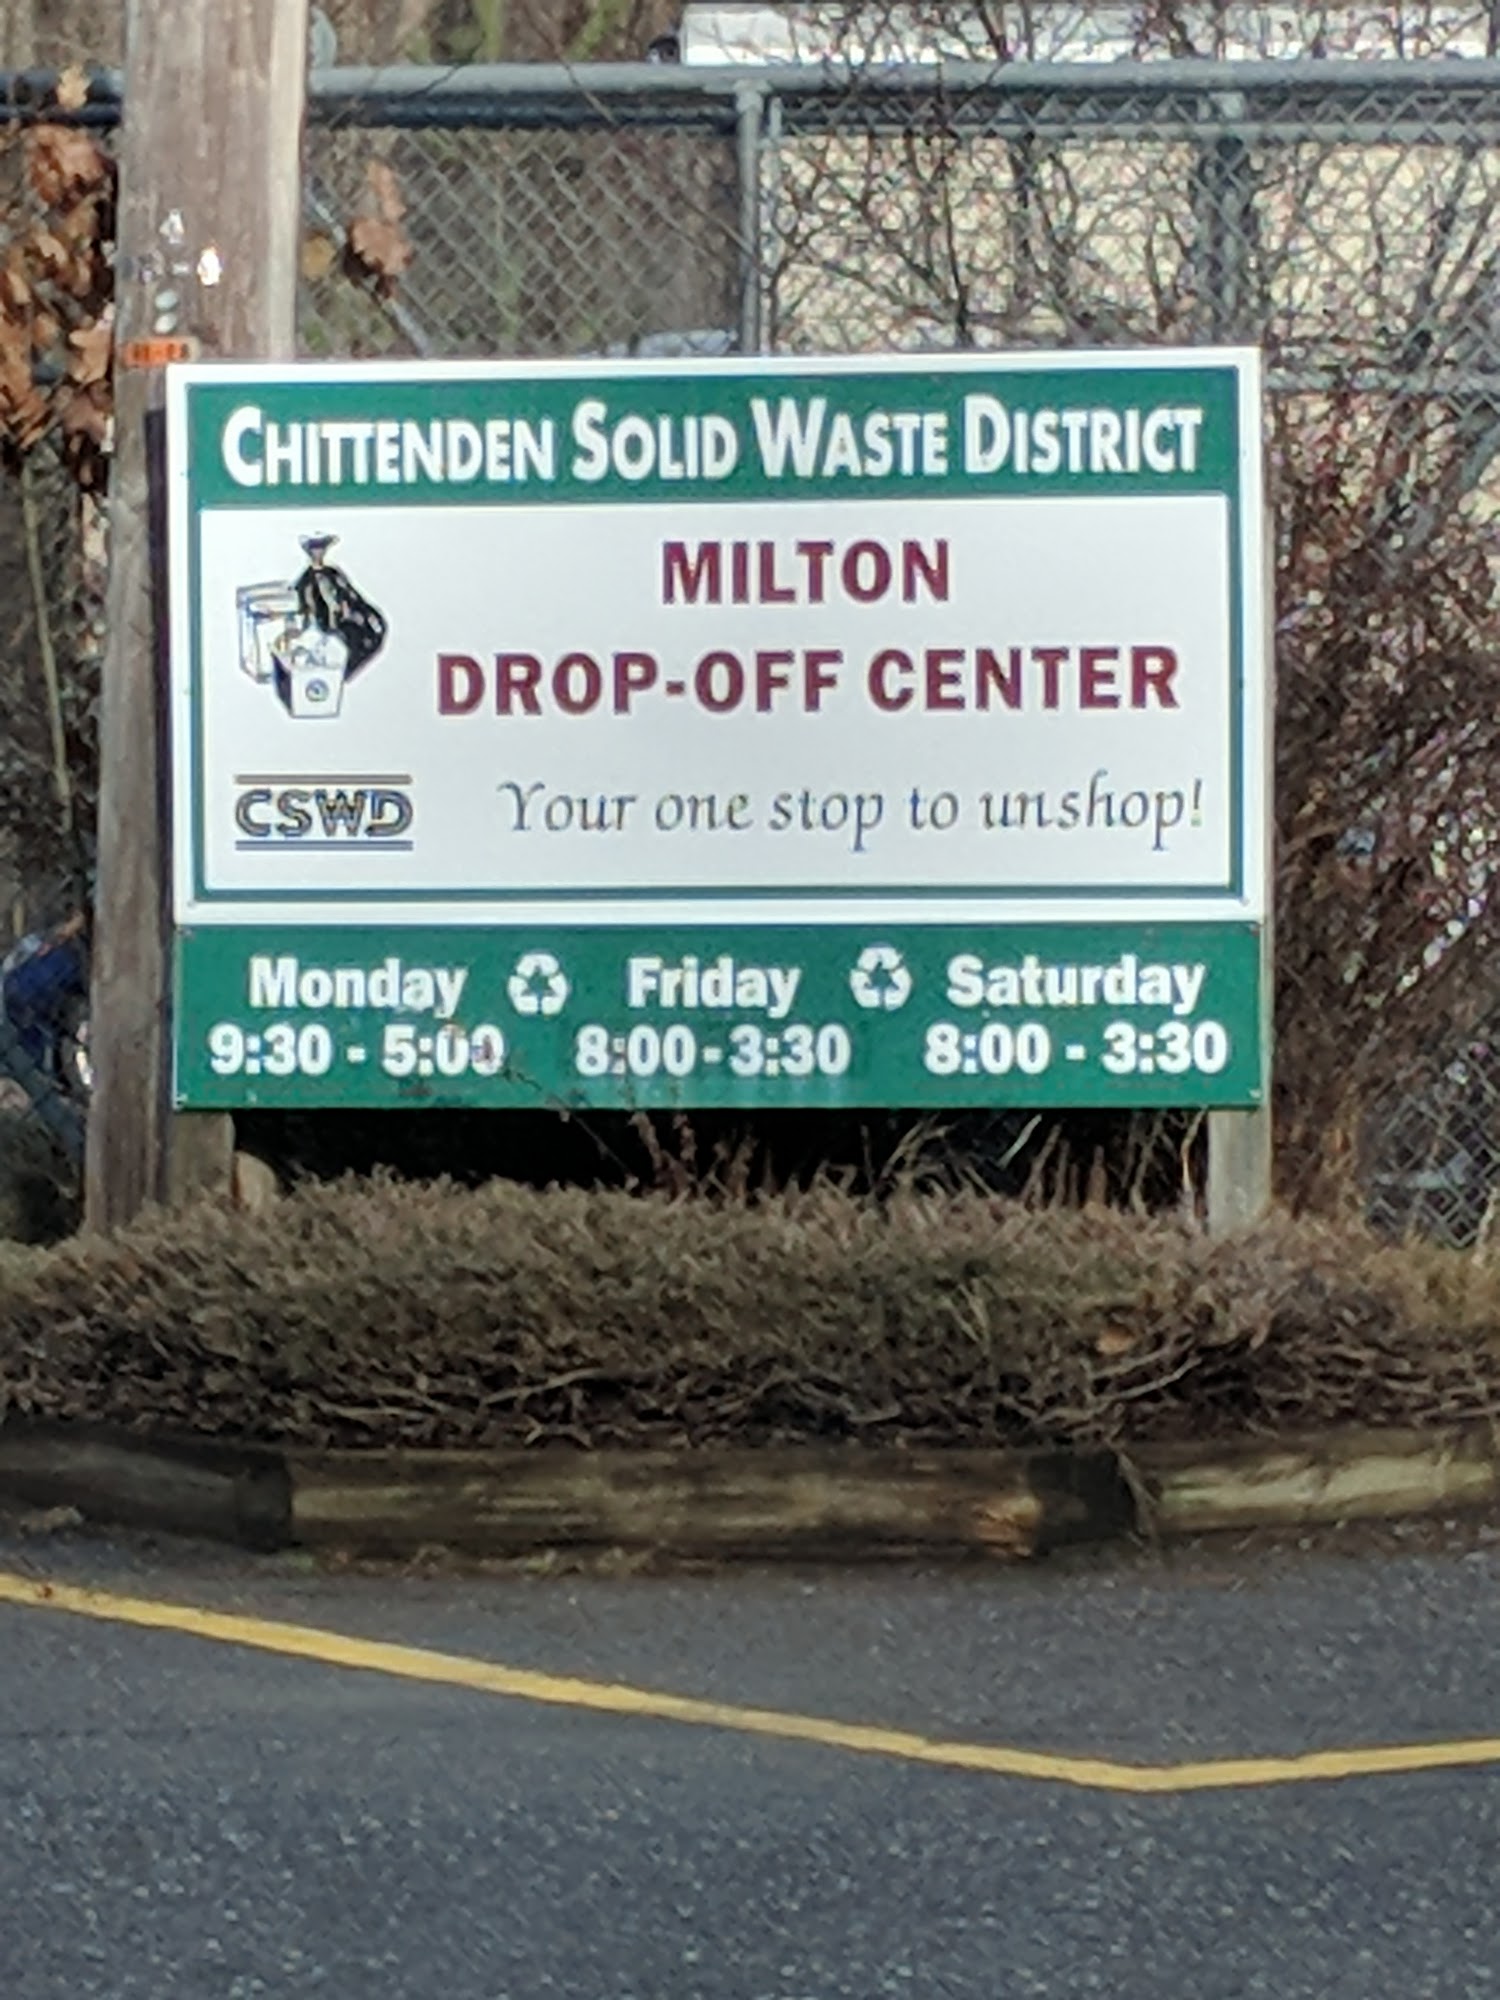 CHITTENDEN SOLID WASTE DISTRICT
MILTON
DROP-OFF CENTER
CSWD
Your one stop to unshop!
Monday Friday Saturday
9:30 - 5:00 8:00-3:30 8:00 - 3:30